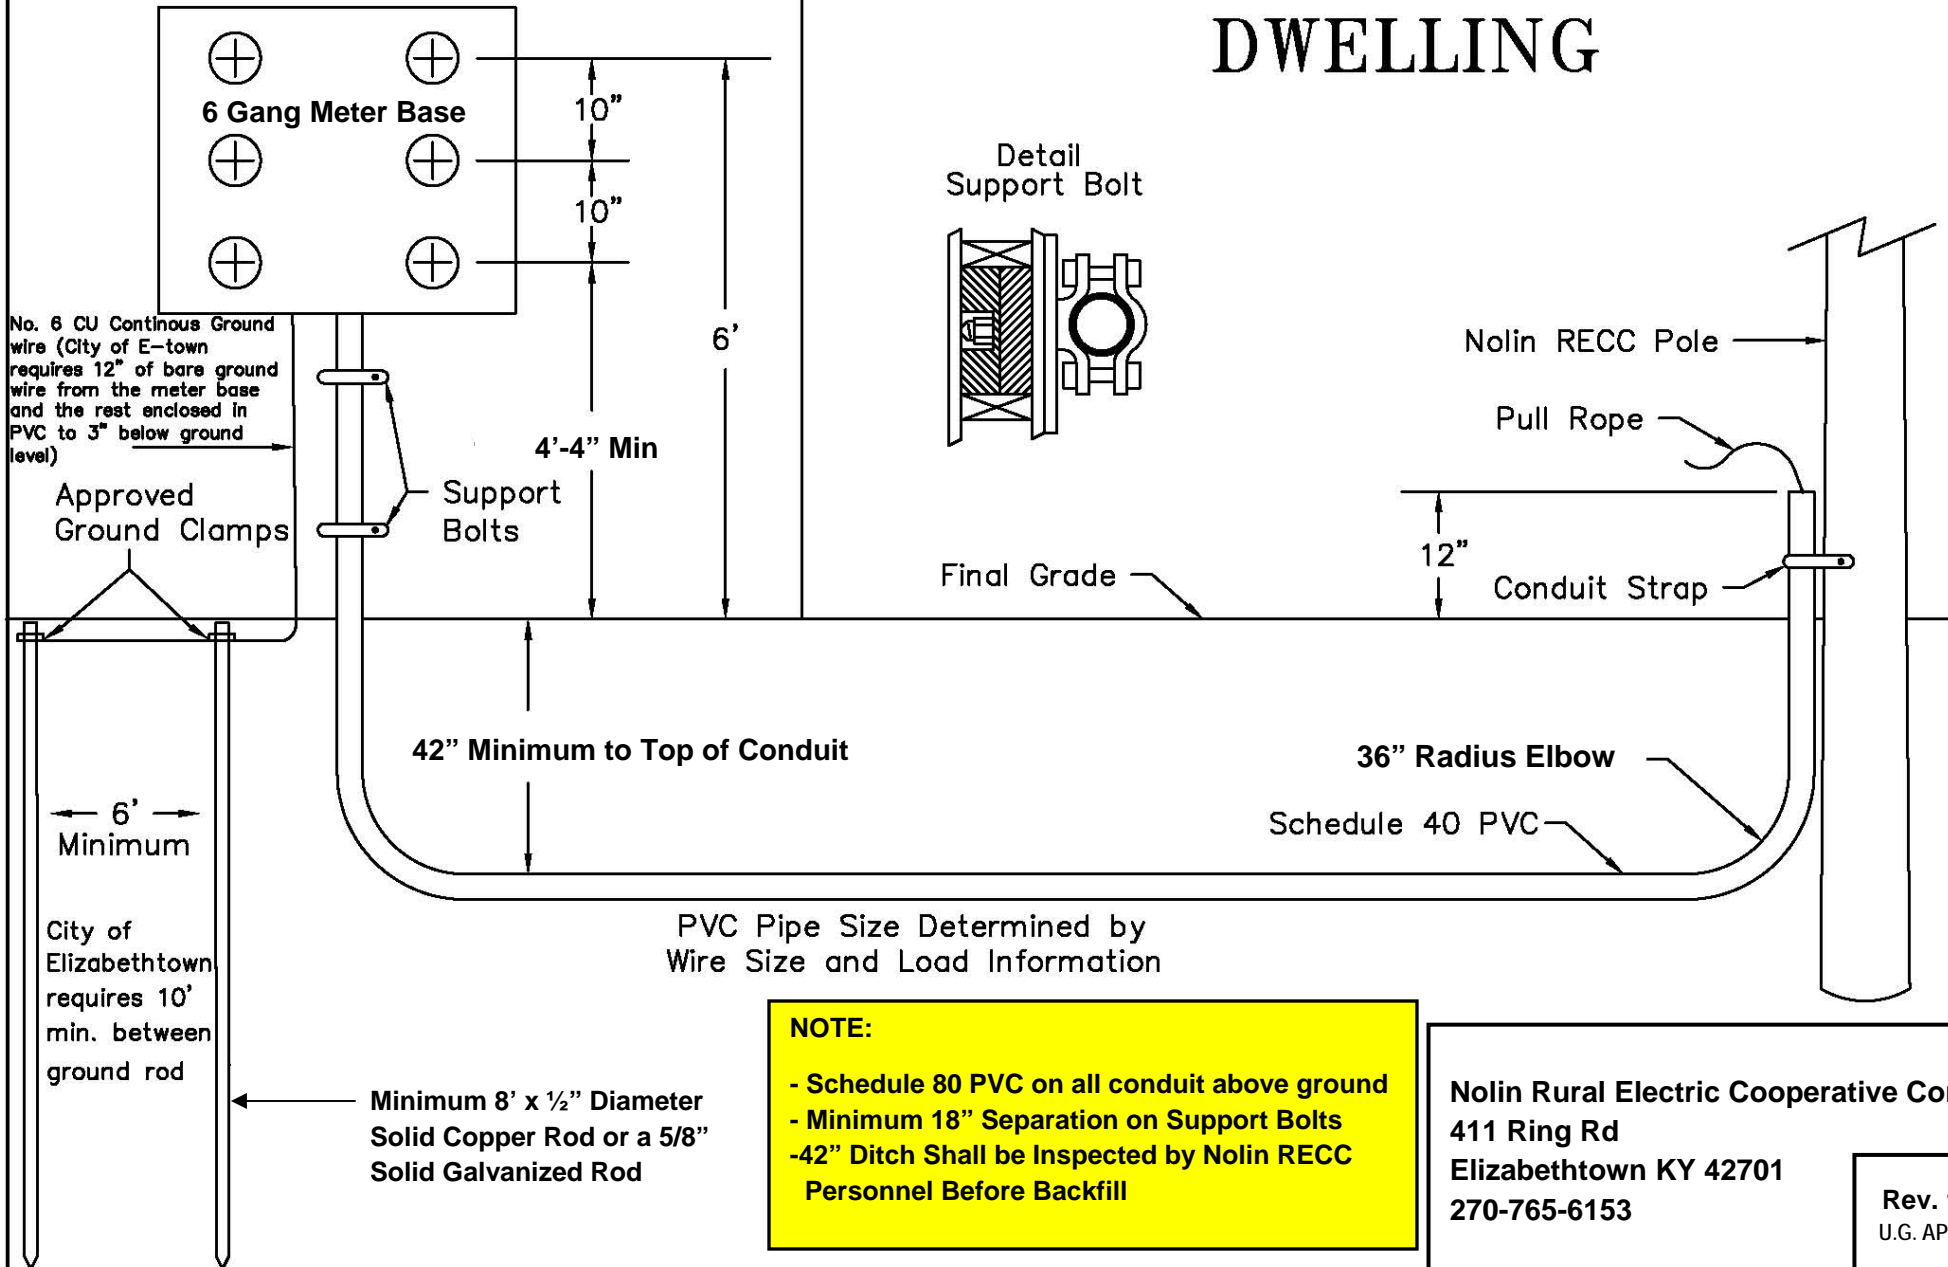 DWELLING
6 Gang Meter Base
10"
10"
6'
4'-4" Min
Detail
Support Bolt
No. 6 CU Continous Ground
wire (City of E-town
requires 12" of bare ground
wire from the meter base
and the rest enclosed in
PVC to 3" below ground
level)
Approved
Ground Clamps
Support
Bolts
Nolin RECC Pole
Pull Rope
12"
Final Grade
Conduit Strap
42" Minimum to Top of Conduit
36" Radius Elbow
Schedule 40 PVC
6'
Minimum
PVC Pipe Size Determined by
Wire Size and Load Information
City of
Elizabethtown
requires 10'
min. between
ground rod
Minimum 8' x ½" Diameter
Solid Copper Rod or a 5/8"
Solid Galvanized Rod
NOTE:
- Schedule 80 PVC on all conduit above ground
- Minimum 18" Separation on Support Bolts
-42" Ditch Shall be Inspected by Nolin RECC
Personnel Before Backfill
Nolin Rural Electric Cooperative
411 Ring Rd
Elizabethtown KY 42701
270-765-6153
Rev.
U.G. AP